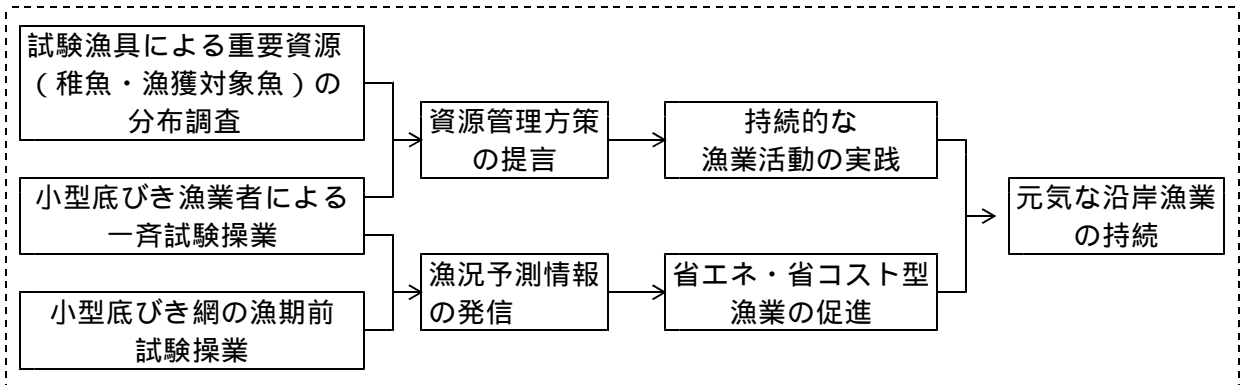 試験漁具による重要資源
(稚魚・漁獲対象魚)の
分布調査
小型底びき漁業者による
一斉試験操業
小型底びき網の漁期前
試験操業
資源管理方策
の提言
漁況予測情報
の発信
持続的な
漁業活動の実践
省エネ・省コスト型
漁業の促進
元気な沿岸漁業
の持続